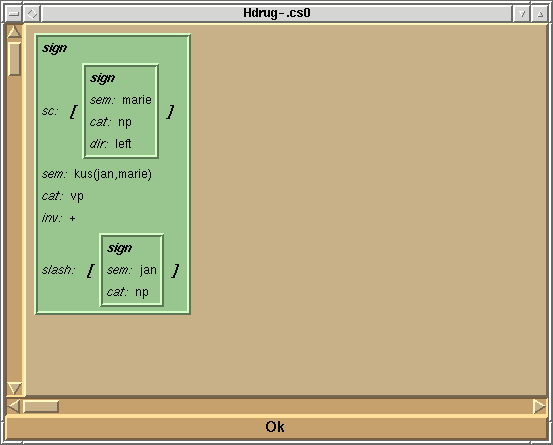 Hdrug-.cs0
sign
sign
sem: marie
sc: [ cat: np ]
dir: left
sem: kus(jan,marie)
cat: vp
inv: +
sign
slash: [ sem: jan ]
cat: np
Ok